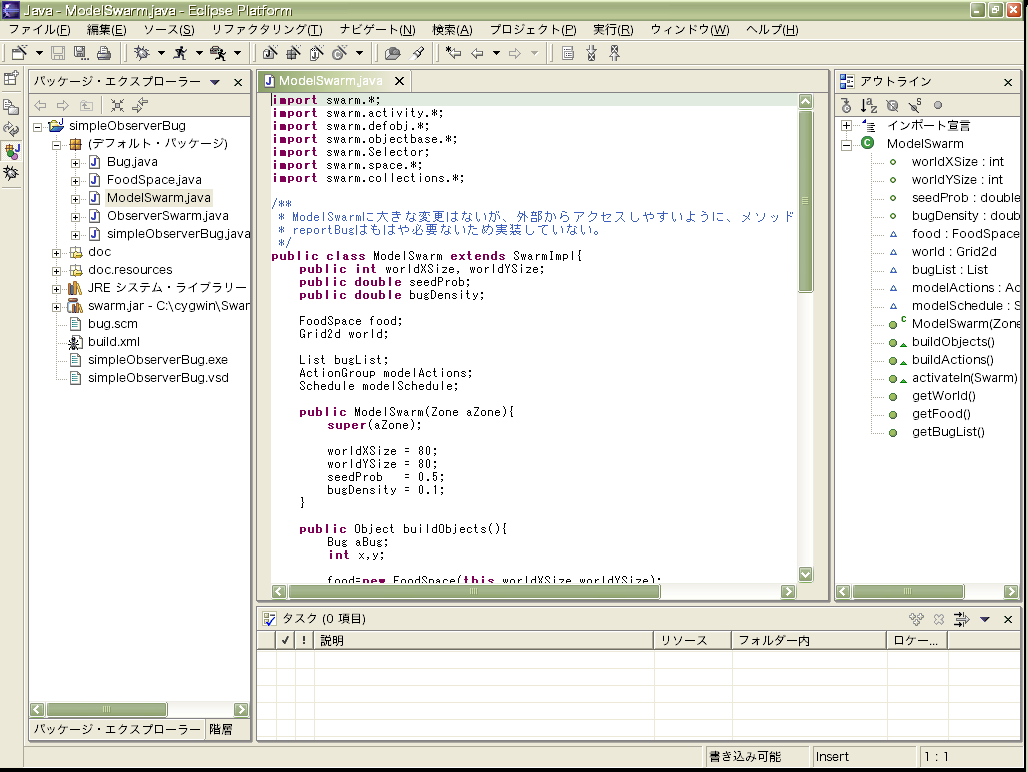 Java - ModelSwarm.java - Eclipse Platform
ファイル(F) 編集(E) ソース(S) リファクタリング(T) ナビゲート(N) 検索(A) プロジェクト(P) 実行(R) ウィンドウ(W) ヘルプ(H)
パッケージ・エクスプローラー
simpleObserverBug
(デフォルト・パッケージ)
Bug.java
FoodSpace.java
ModelSwarm.java
ObserverSwarm.java
simpleObserverBug.java
doc
doc.resources
JRE システム・ライブラリー
swarm.jar - C:\cygwin\Swar
bug.scm
build.xml
simpleObserverBug.exe
simpleObserverBug.vsd
パッケージ・エクスプローラー 階層
ModelSwarm.java
import swarm.*;
import swarm.activity.*;
import swarm.defobj.*;
import swarm.objectbase.*;
import swarm.Selector;
import swarm.space.*;
import swarm.collections.*;
/**
* ModelSwarmに大きな変更はないが、外部からアクセスしやすいように、メソッド
* reportBugはもはや必要ないため実装していない。
*/
public class ModelSwarm extends SwarmImpl{
public int worldXSize, worldYSize;
public double seedProb;
public double bugDensity;
FoodSpace food;
Grid2d world;
List bugList;
ActionGroup modelActions;
Schedule modelSchedule;
public ModelSwarm(Zone aZone){
super(aZone);
worldXSize = 80;
worldYSize = 80;
seedProb = 0.5;
bugDensity = 0.1;
}
public Object buildObjects(){
Bug aBug;
int x,y;
food=new FoodSpace(this,worldXSize,worldYSize);
アウトライン
インポート宣言
ModelSwarm
worldXSize : int
worldYSize : int
seedProb : double
bugDensity : doub
food : FoodSpace
world : Grid2d
bugList : List
modelActions : Ac
modelSchedule : S
ModelSwarm(Zone
buildObjects()
buildActions()
activateIn(Swarm)
getWorld()
getFood()
getBugList()
タスク (0 項目)
✓ ! 説明 リソース フォルダー内 ロケー...
書き込み可能 Insert 1 : 1